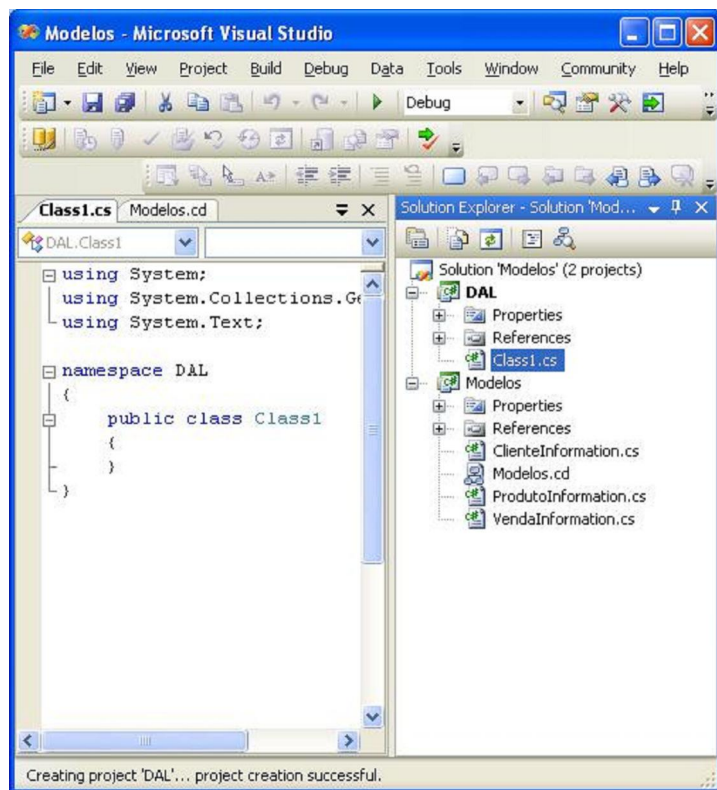 Modelos - Microsoft Visual Studio
File Edit View Project Build Debug Data Tools Window Community Help
Debug
Class1.cs Modelos.cd
DAL.Class1
using System;
using System.Collections.Ge
using System.Text;
namespace DAL
{
public class Class1
{
}
}
Solution Explorer - Solution 'Mod...
Solution 'Modelos' (2 projects)
DAL
Properties
References
Class1.cs
Modelos
Properties
References
ClienteInformation.cs
Modelos.cd
ProdutoInformation.cs
VendaInformation.cs
Creating project 'DAL'... project creation successful.